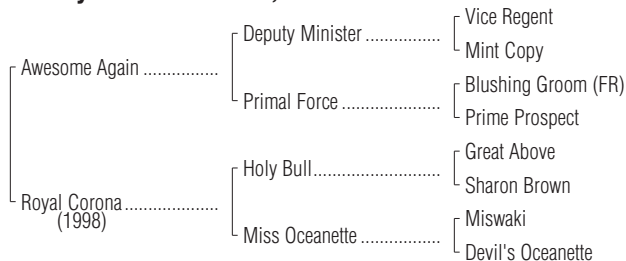 Vice Regent
Deputy Minister ..................
Mint Copy
Awesome Again ................
Blushing Groom (FR)
Primal Force .....................
Prime Prospect
Great Above
Holy Bull...........................
Sharon Brown
Royal Corona....................
(1998)
Miswaki
Miss Oceanette .................
Devil's Oceanette